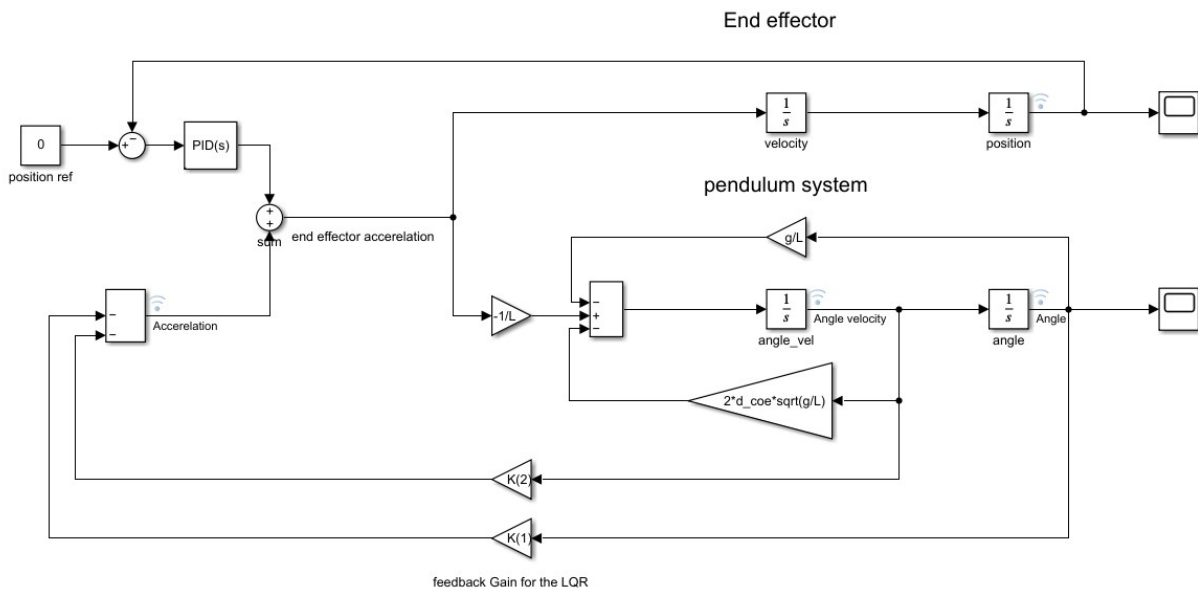 End effector
0
position ref
+
−
PID(s)
1
s
velocity
1
s
position
pendulum system
+
+
sum
end effector accerelation
g/L
−
−
Accerelation
-1/L
−
+
−
1
s
Angle velocity
angle_vel
1
s
Angle
angle
2*d_coe*sqrt(g/L)
K(2)
K(1)
feedback Gain for the LQR